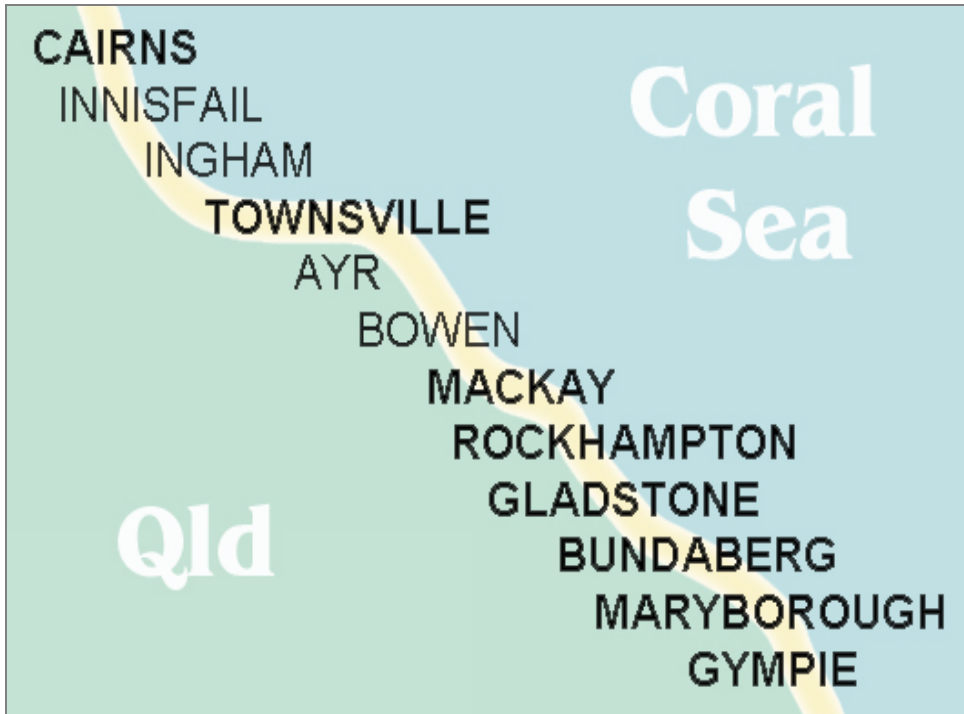 CAIRNS
INNISFAIL
INGHAM
TOWNSVILLE
AYR
BOWEN
MACKAY
ROCKHAMPTON
GLADSTONE
BUNDABERG
MARYBOROUGH
GYMPIE
Coral
Sea
Qld